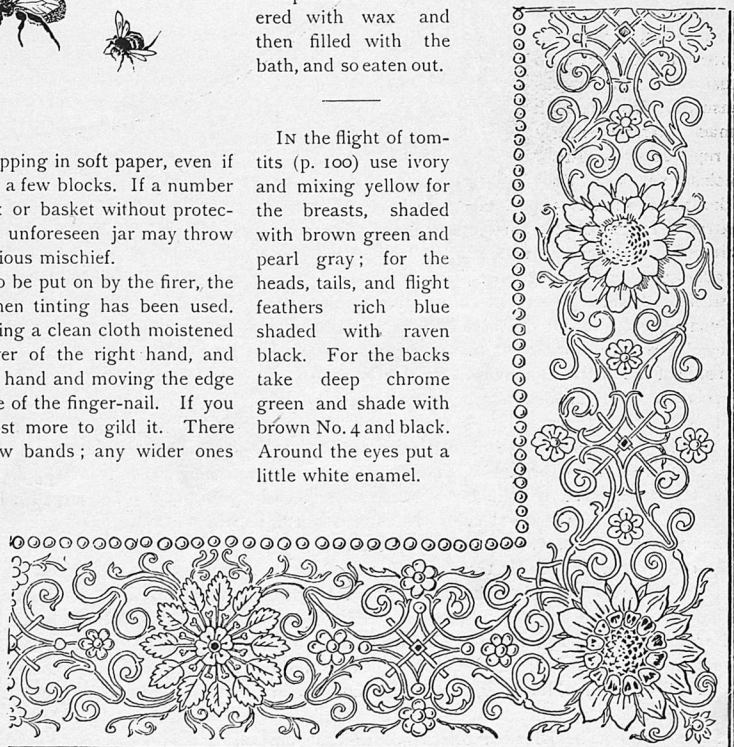 pping in soft paper, even if
a few blocks. If a number
or basket without protec-
unforeseen jar may throw
ious mischief.
o be put on by the firer, the
hen tinting has been used.
ing a clean cloth moistened
er of the right hand, and
hand and moving the edge
e of the finger-nail. If you
st more to gild it. There
w bands; any wider ones
ered with wax and
then filled with the
bath, and so eaten out.
IN the flight of tom-
tits (p. 100) use ivory
and mixing yellow for
the breasts, shaded
with brown green and
pearl gray; for the
heads, tails, and flight
feathers rich blue
shaded with raven
black. For the backs
take deep chrome
green and shade with
brown No. 4 and black.
Around the eyes put a
little white enamel.